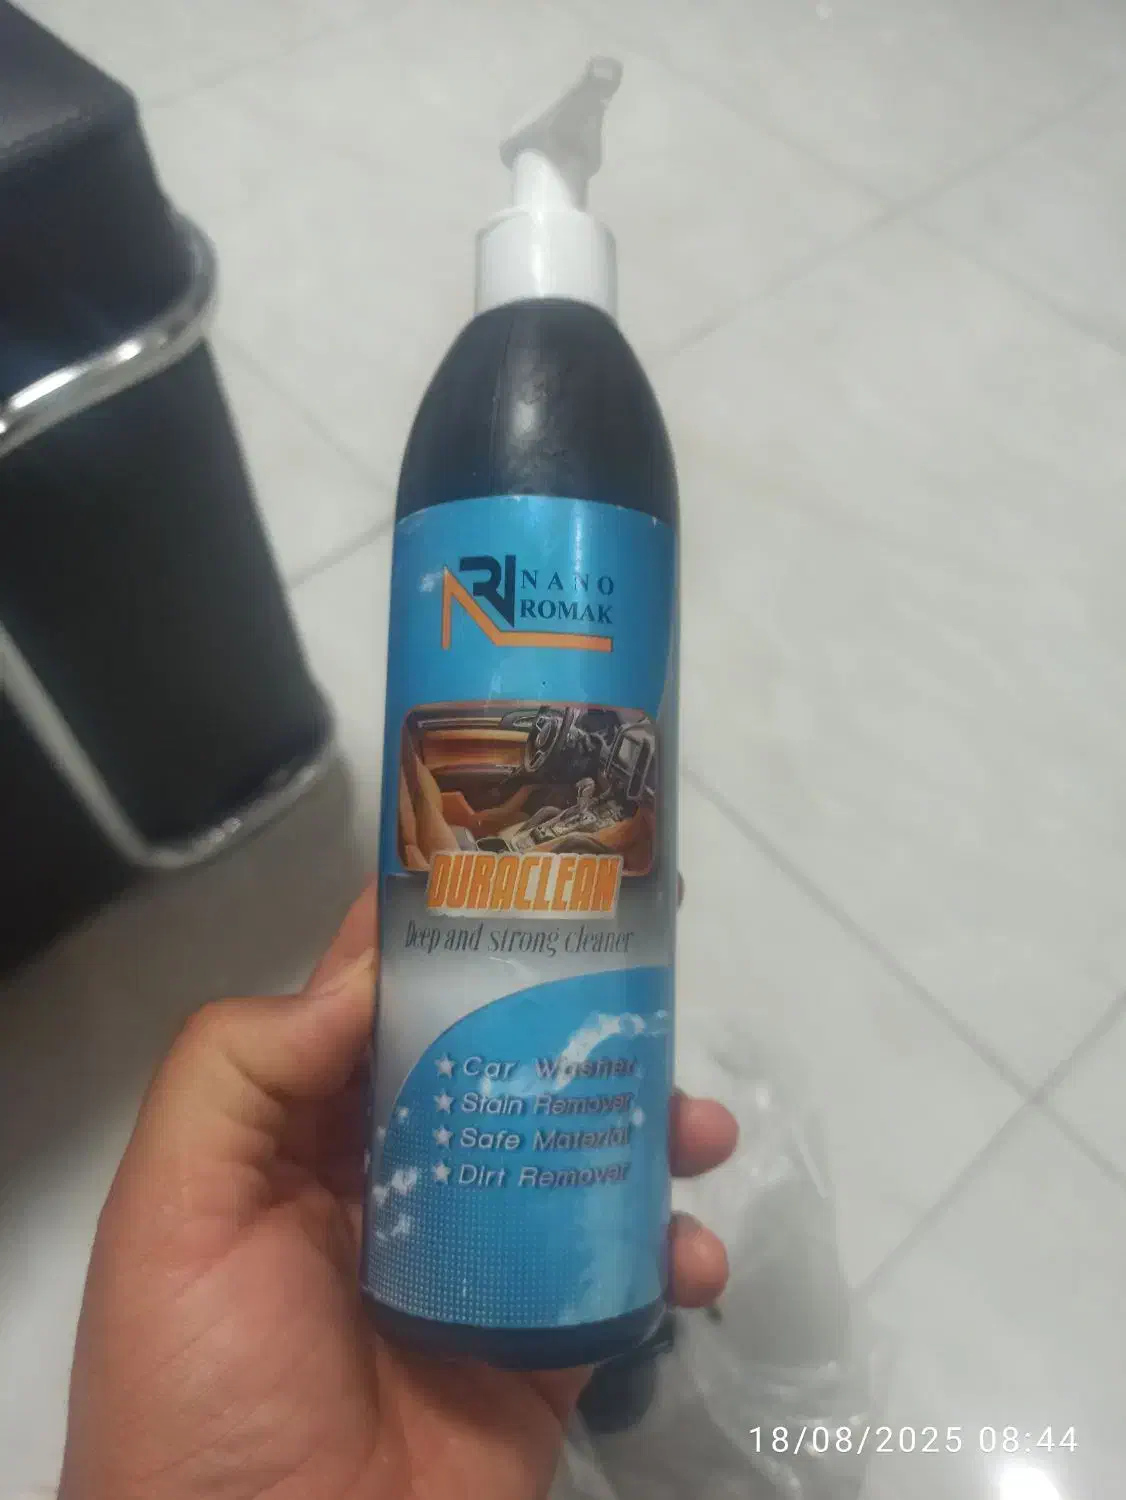 NANO
ROMAK
DURACLEAN
Deep and strong cleaner
★ Car Washer
★ Stain Remover
★ Safe Material
★ Dirt Remover
18/08/2025 08:44